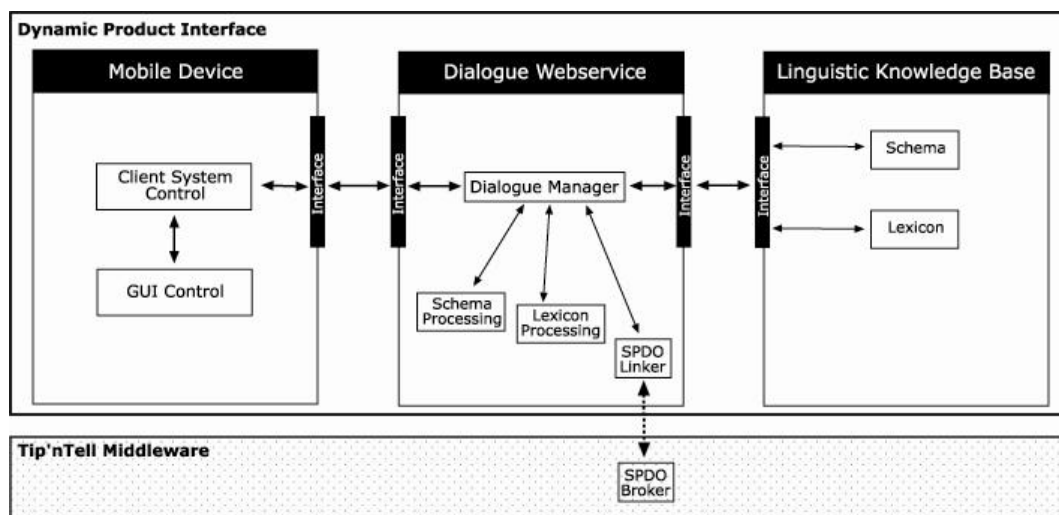 Dynamic Product Interface
Mobile Device
Dialogue Webservice
Linguistic Knowledge Base
Client System
Control
GUI Control
Interface
Interface
Dialogue Manager
Schema
Processing
Lexicon
Processing
SPDO
Linker
Interface
Interface
Schema
Lexicon
Tip'nTell Middleware
SPDO
Broker